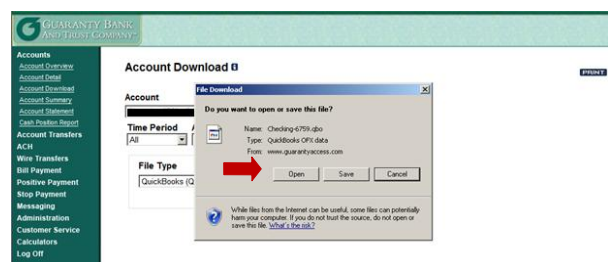 GUARANTY BANK
AND TRUST COMPANY
Accounts
Account Overview
Account Detail
Account Download
Account Summary
Account Statement
Cash Position Report
Account Transfers
ACH
Wire Transfers
Bill Payment
Positive Payment
Stop Payment
Messaging
Administration
Customer Service
Calculators
Log Off
Account Download
PRINT
Account
Time Period
All
File Type
QuickBooks (Q
File Download
Do you want to open or save this file?
Name: Checking-6759.qbo
Type: QuickBooks OFX data
From: www.guarantyaccess.com
Open
Save
Cancel
While files from the Internet can be useful, some files can potentially
harm your computer. If you do not trust the source, do not open or
save this file. What's the risk?